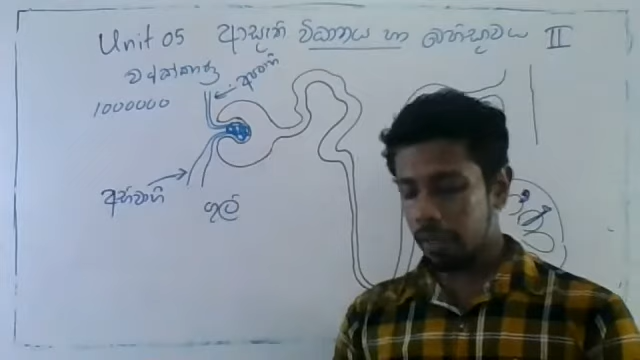 Unit 05 ආසෘති විධානය හා බහිස්සුාවය II
වෘක්කාණු
අපවාහී
1000000
අභිවාහී